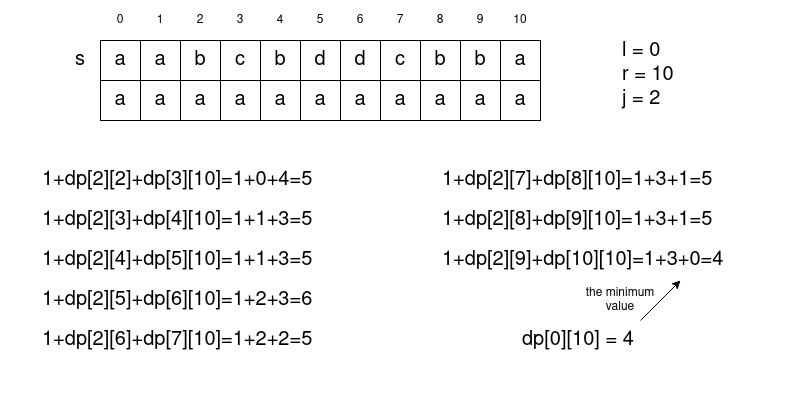 0 1 2 3 4 5 6 7 8 9 10
s a a b c b d d c b b a
a a a a a a a a a a a
l = 0
r = 10
j = 2
1+dp[2][2]+dp[3][10]=1+0+4=5
1+dp[2][3]+dp[4][10]=1+1+3=5
1+dp[2][4]+dp[5][10]=1+1+3=5
1+dp[2][5]+dp[6][10]=1+2+3=6
1+dp[2][6]+dp[7][10]=1+2+2=5
1+dp[2][7]+dp[8][10]=1+3+1=5
1+dp[2][8]+dp[9][10]=1+3+1=5
1+dp[2][9]+dp[10][10]=1+3+0=4
the minimum
value
dp[0][10] = 4